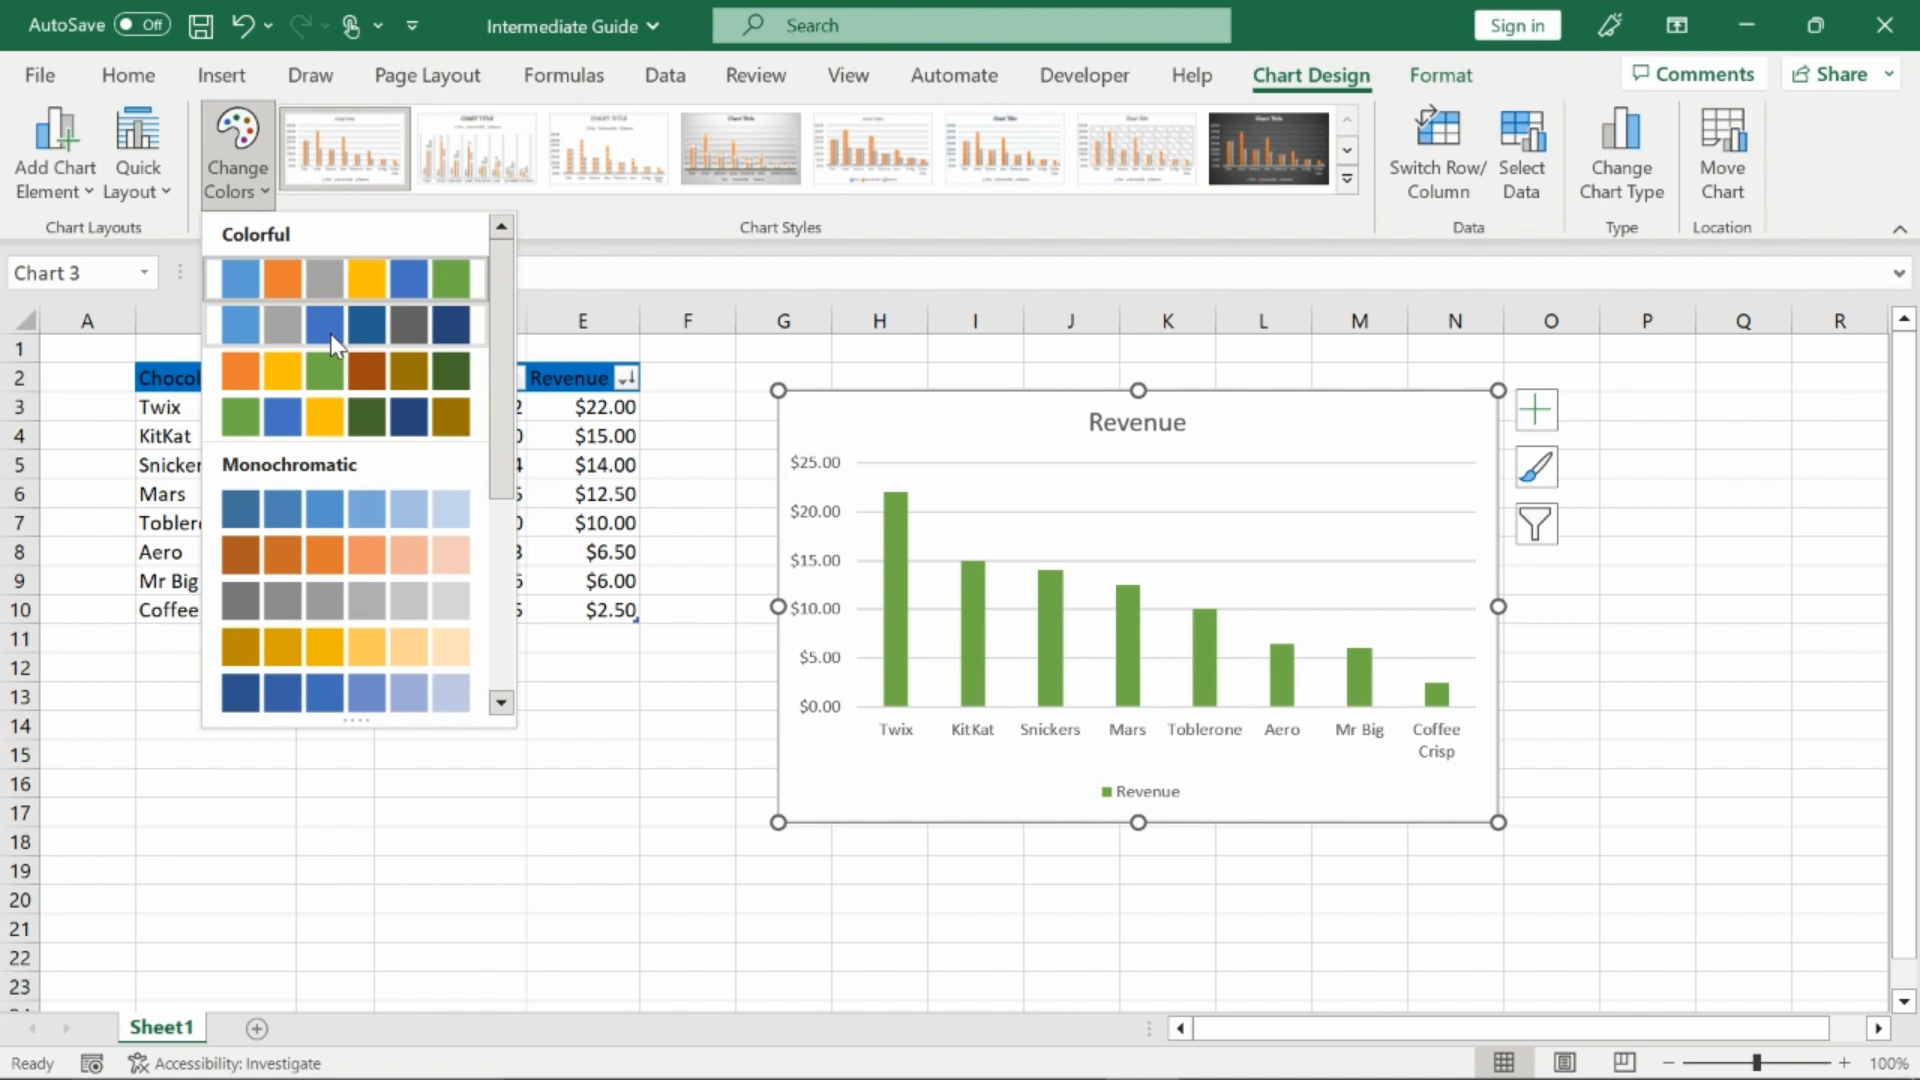 AutoSave Off
Intermediate Guide
Search
Sign in
File Home Insert Draw Page Layout Formulas Data Review View Automate Developer Help Chart Design Format
Comments Share
Add Chart Element
Quick Layout
Change Colors
Switch Row/ Column
Select Data
Change Chart Type
Move Chart
Chart Layouts
Chart Styles
Data
Type
Location
Chart 3
Colorful
Monochromatic
A E F G H I J K L M N O P Q R
1
2 Chocol Revenue
3 Twix 2 $22.00
4 KitKat 0 $15.00
5 Snicker 4 $14.00
6 Mars $12.50
7 Toblero 0 $10.00
8 Aero 3 $6.50
9 Mr Big $6.00
10 Coffee $2.50
11
12
13
14
15
16
17
18
19
20
21
22
23
Revenue
$25.00
$20.00
$15.00
$10.00
$5.00
$0.00
Twix KitKat Snickers Mars Toblerone Aero Mr Big Coffee Crisp
Revenue
Sheet1
Ready
Accessibility: Investigate
100%